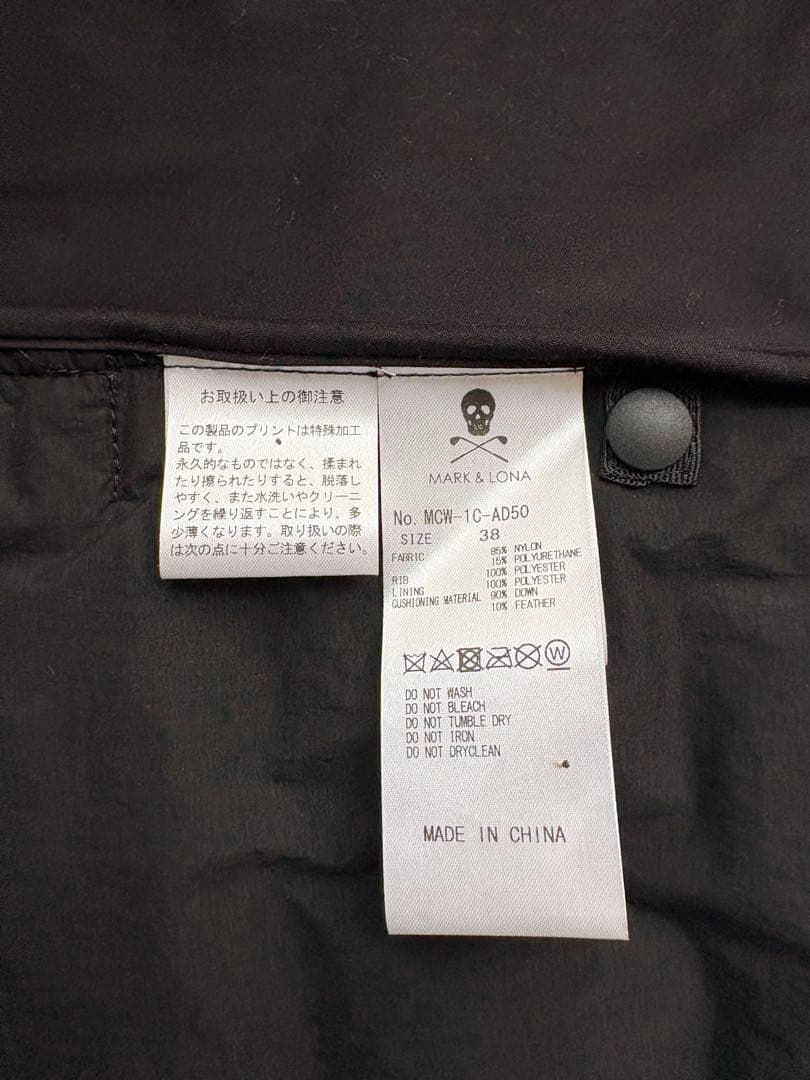 お取扱い上の御注意
この製品のプリントは特殊加工
品です。
永久的なものではなく、揉まれ
たり擦られたりすると、脱落し
やすく、また水洗いやクリーニ
ングを繰り返すことにより、多
少薄くなります。取り扱いの際
は次の点に十分ご注意ください。
MARK & LONA
No. MCW-1C-AD50
SIZE 38
FABRIC 85% NYLON
15% POLYURETHANE
RIB 100% POLYESTER
LINING 100% POLYESTER
CUSHIONING MATERIAL 90% DOWN
10% FEATHER
W
DO NOT WASH
DO NOT BLEACH
DO NOT TUMBLE DRY
DO NOT IRON
DO NOT DRYCLEAN
MADE IN CHINA